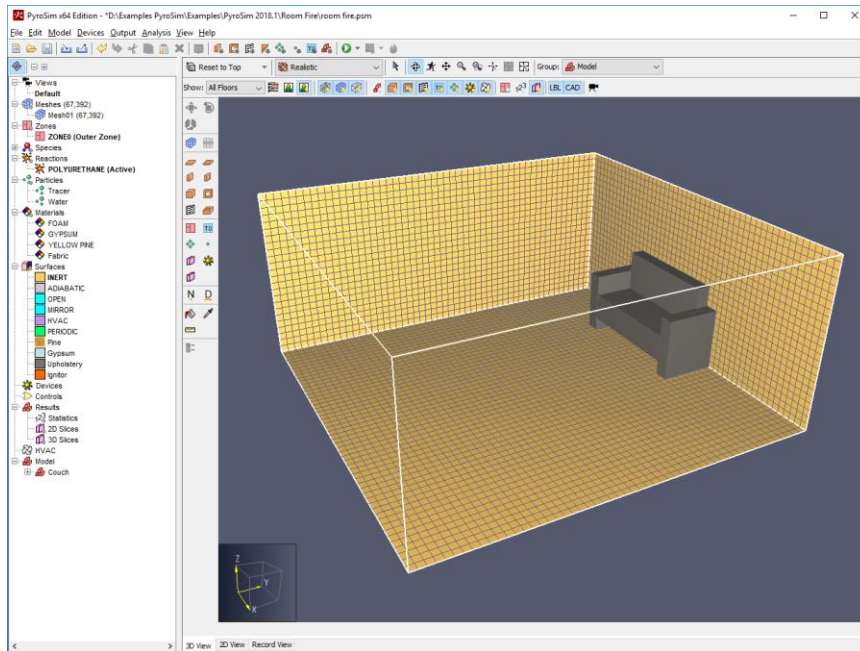 PyroSim x64 Edition - *D:\Examples PyroSim\Examples\PyroSim 2018.1\Room Fire\room fire.psm
File Edit Model Devices Output Analysis View Help
Reset to Top Realistic Group: Model
Show: All Floors LBL CAD
Views
Default
Meshes (67,392)
Mesh01 (67,392)
Zones
ZONE0 (Outer Zone)
Species
Reactions
POLYURETHANE (Active)
Particles
Tracer
Water
Materials
FOAM
GYPSUM
YELLOW PINE
Fabric
Surfaces
INERT
ADIABATIC
OPEN
MIRROR
HVAC
PERIODIC
Pine
Gypsum
Upholstery
Ignitor
Devices
Controls
Results
Statistics
2D Slices
3D Slices
HVAC
Model
Couch
N D
Z
Y
X
3D View 2D View Record View